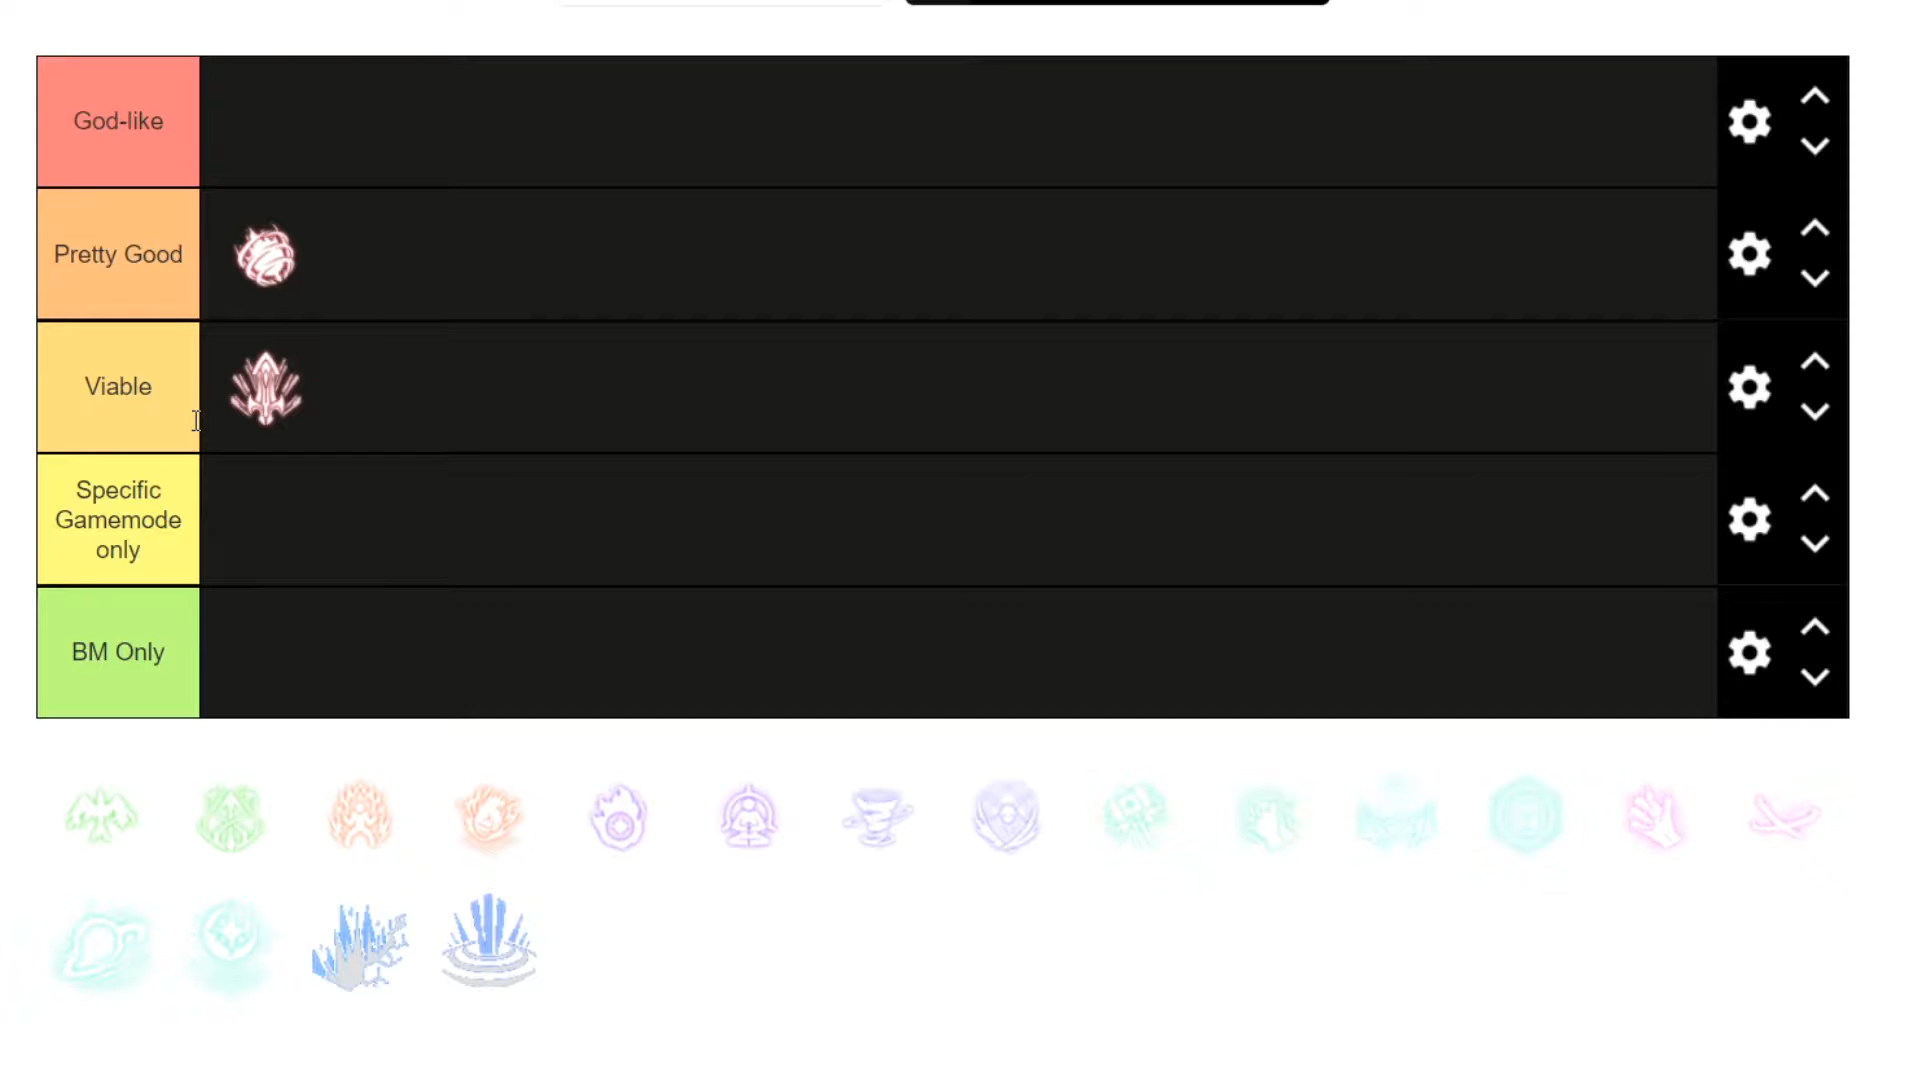 God-like
Pretty Good
Viable
Specific
Gamemode
only
BM Only